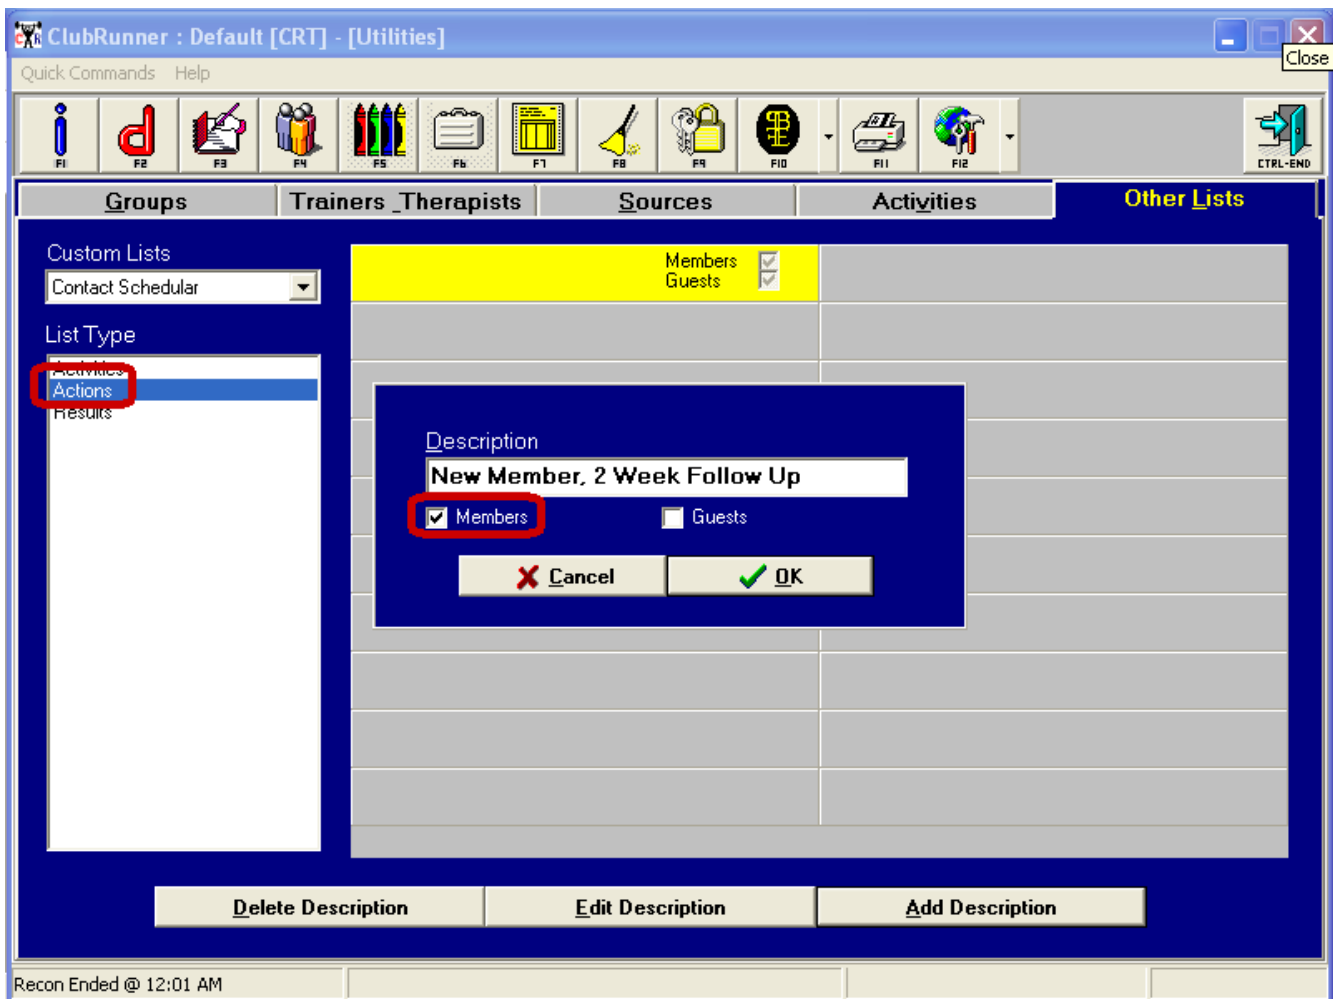 ClubRunner : Default [CRT] - [Utilities]
Close
Quick Commands Help
F1 F2 F3 F4 F5 F6 F7 F8 F9 F10 F11 F12 CTRL-END
Groups Trainers _Therapists Sources Activities Other Lists
Custom Lists
Contact Schedular
List Type
Activities
Actions
Results
Members
Guests
Description
New Member, 2 Week Follow Up
Members Guests
Cancel OK
Delete Description Edit Description Add Description
Recon Ended @ 12:01 AM